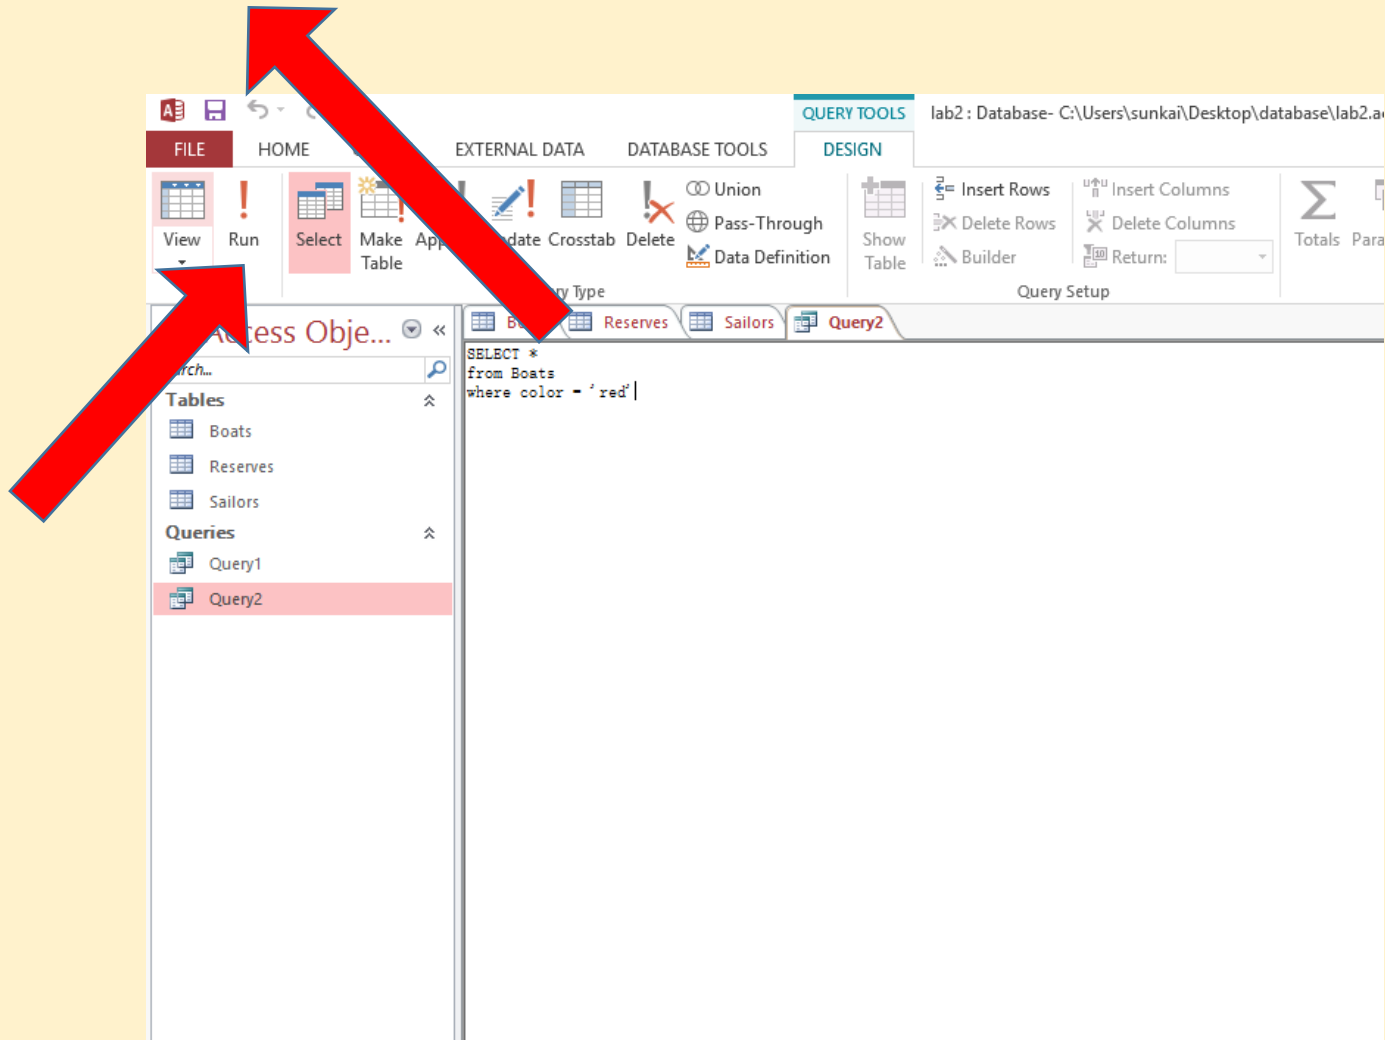 QUERY TOOLS lab2 : Database- C:\Users\sunkai\Desktop\database\lab2.a
FILE HOME EXTERNAL DATA DATABASE TOOLS DESIGN
View Run Select Make Table Crosstab Delete
Union
Pass-Through
Data Definition
Show Table
Insert Rows
Delete Rows
Builder
Insert Columns
Delete Columns
Return:
Totals
Type
Query Setup
Obje... «
Reserves Sailors Query2
Tables
Boats
Reserves
Sailors
Queries
Query1
Query2
SELECT *
from Boats
where color = 'red'